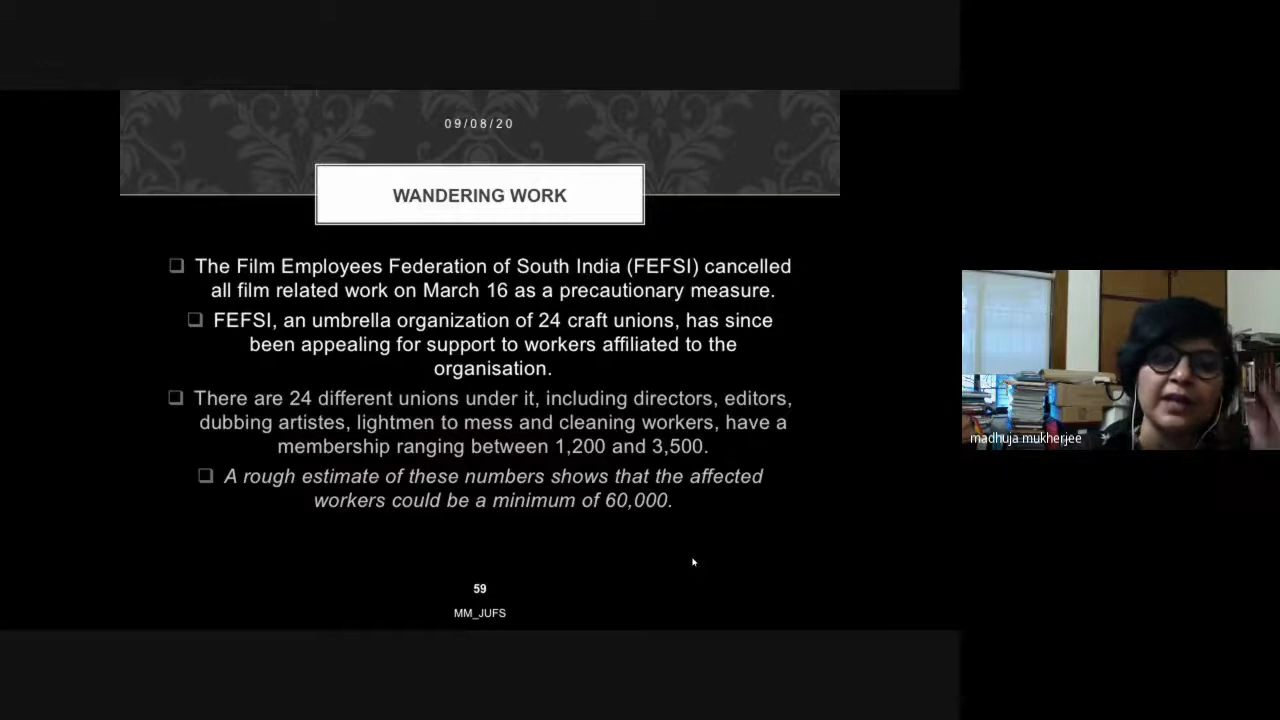 09/08/20
WANDERING WORK
❑ The Film Employees Federation of South India (FEFSI) cancelled
all film related work on March 16 as a precautionary measure.
❑ FEFSI, an umbrella organization of 24 craft unions, has since
been appealing for support to workers affiliated to the
organisation.
❑ There are 24 different unions under it, including directors, editors,
dubbing artistes, lightmen to mess and cleaning workers, have a
membership ranging between 1,200 and 3,500.
❑ A rough estimate of these numbers shows that the affected
workers could be a minimum of 60,000.
59
MM_JUFS
madhuja mukherjee